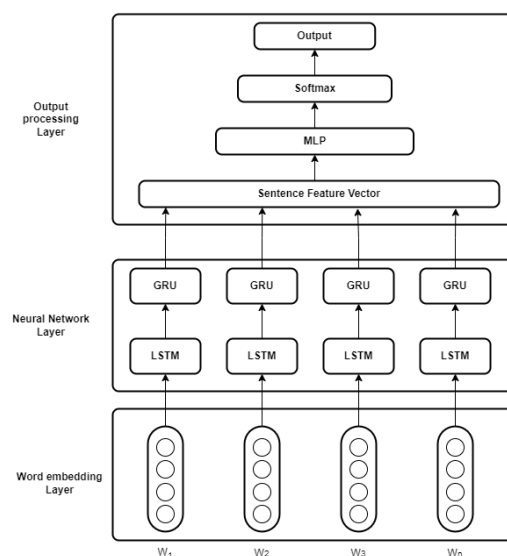 Output
Softmax
Output
processing
Layer
MLP
Sentence Feature Vector
GRU GRU GRU GRU
Neural Network
Layer
LSTM LSTM LSTM LSTM
Word embedding
Layer
W₁ W₂ W₃ Wₙ